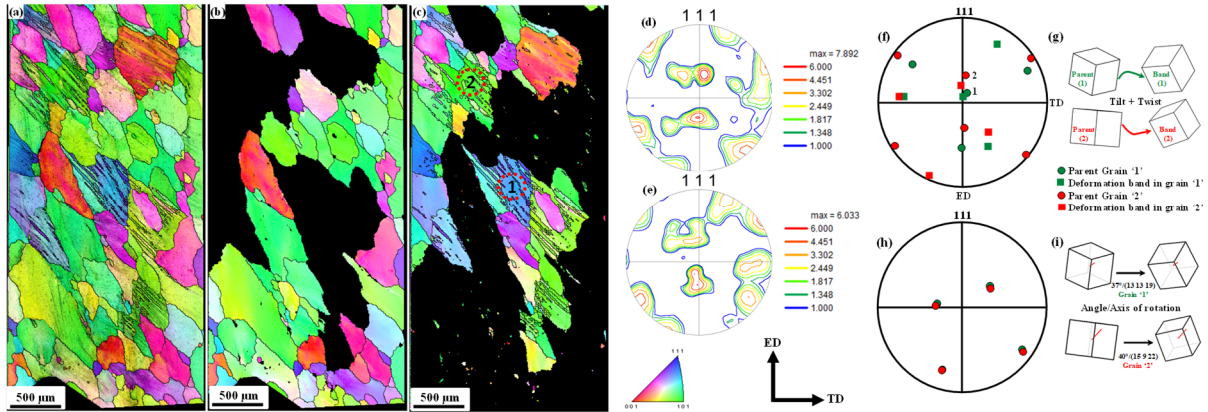 (a)
500 µm
(b)
500 µm
(c)
2
1
500 µm
(d)
1 1 1
max = 7.892
6.000
4.451
3.302
2.449
1.817
1.348
1.000
(e)
1 1 1
max = 6.033
6.000
4.451
3.302
2.449
1.817
1.348
1.000
1 1 1
0 0 1
1 0 1
ED
TD
(f)
111
2
1
TD
ED
(g)
Parent
(1)
Band
(1)
Tilt + Twist
Parent
(2)
Band
(2)
Parent Grain ‘1’
Deformation band in grain ‘1’
Parent Grain ‘2’
Deformation band in grain ‘2’
(h)
111
(i)
37°/(13 13 19)
Grain ‘1’
Angle/Axis of rotation
40°/(15 9 22)
Grain ‘2’